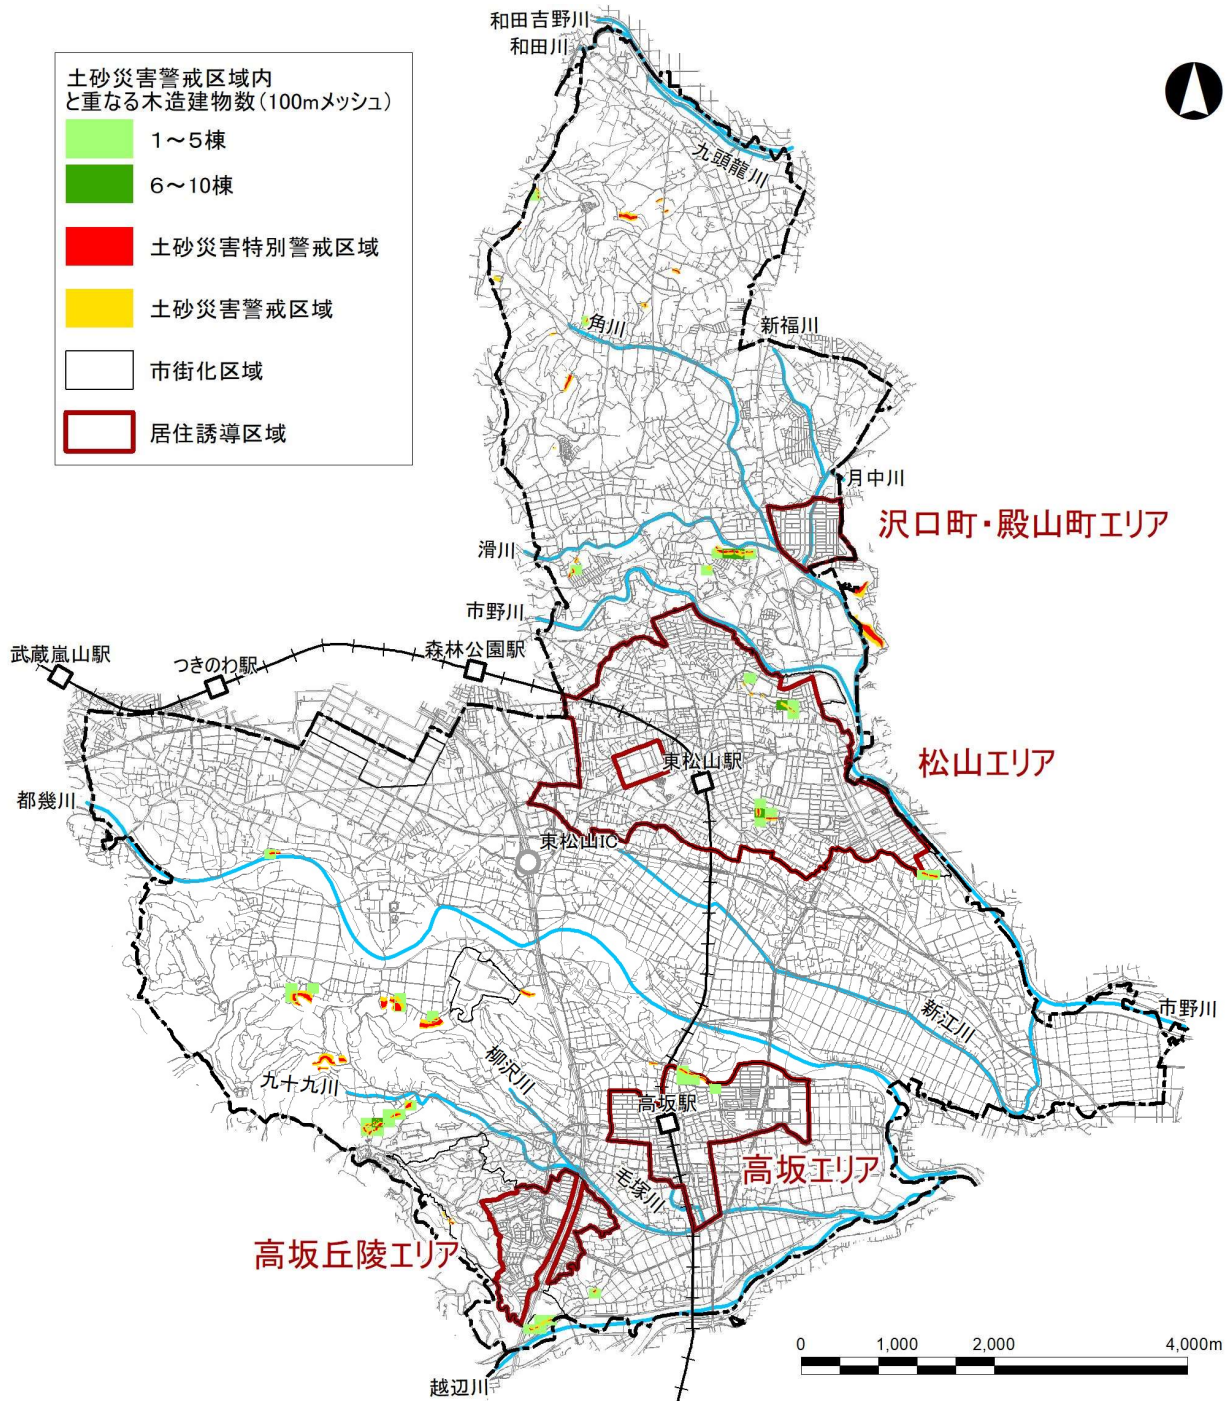 和田吉野川
和田川
土砂災害警戒区域内
と重なる木造建物数(100mメッシュ)
1～5棟
6～10棟
土砂災害特別警戒区域
土砂災害警戒区域
市街化区域
居住誘導区域
九頭龍川
角川
新福川
月中川
沢口町・殿山町エリア
滑川
市野川
武蔵嵐山駅
つきのわ駅
森林公園駅
東松山駅
松山エリア
都幾川
東松山IC
新江川
市野川
柳沢川
九十九川
高坂駅
高坂エリア
毛塚川
高坂丘陵エリア
越辺川
0 1,000 2,000 4,000m